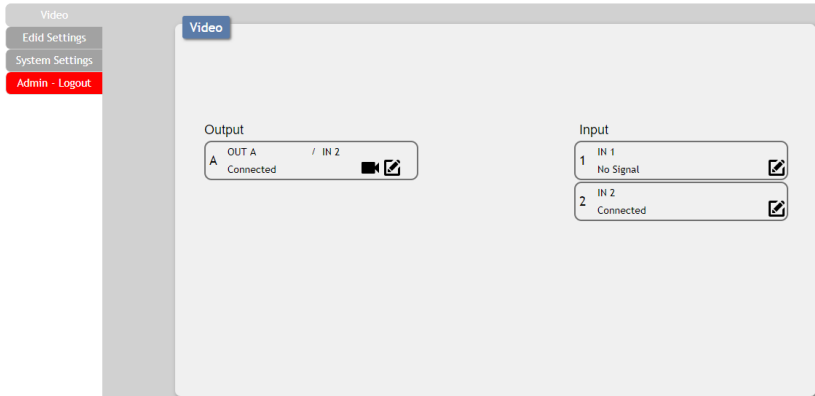 Video
Edid Settings
System Settings
Admin - Logout
Video
Output
A
OUT A / IN 2
Connected
Input
1
IN 1
No Signal
2
IN 2
Connected